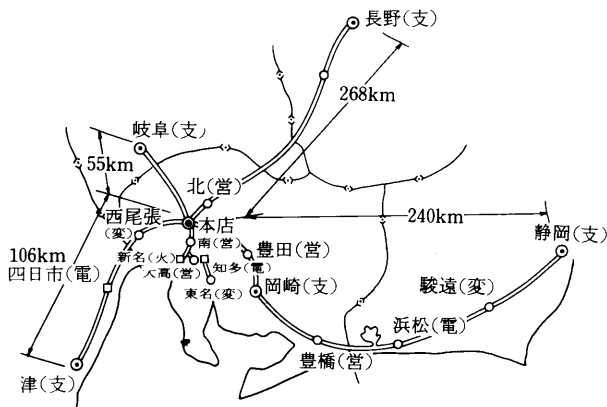 長野(支)
268km
岐阜(支)
55km
北(営)
西尾張
(変)
本店
240km
静岡(支)
南(営)
豊田(営)
106km
四日市(電)
新名(火)
知多(電)
大高(営)
岡崎(支)
駿遠(変)
東名(変)
浜松(電)
豊橋(営)
津(支)